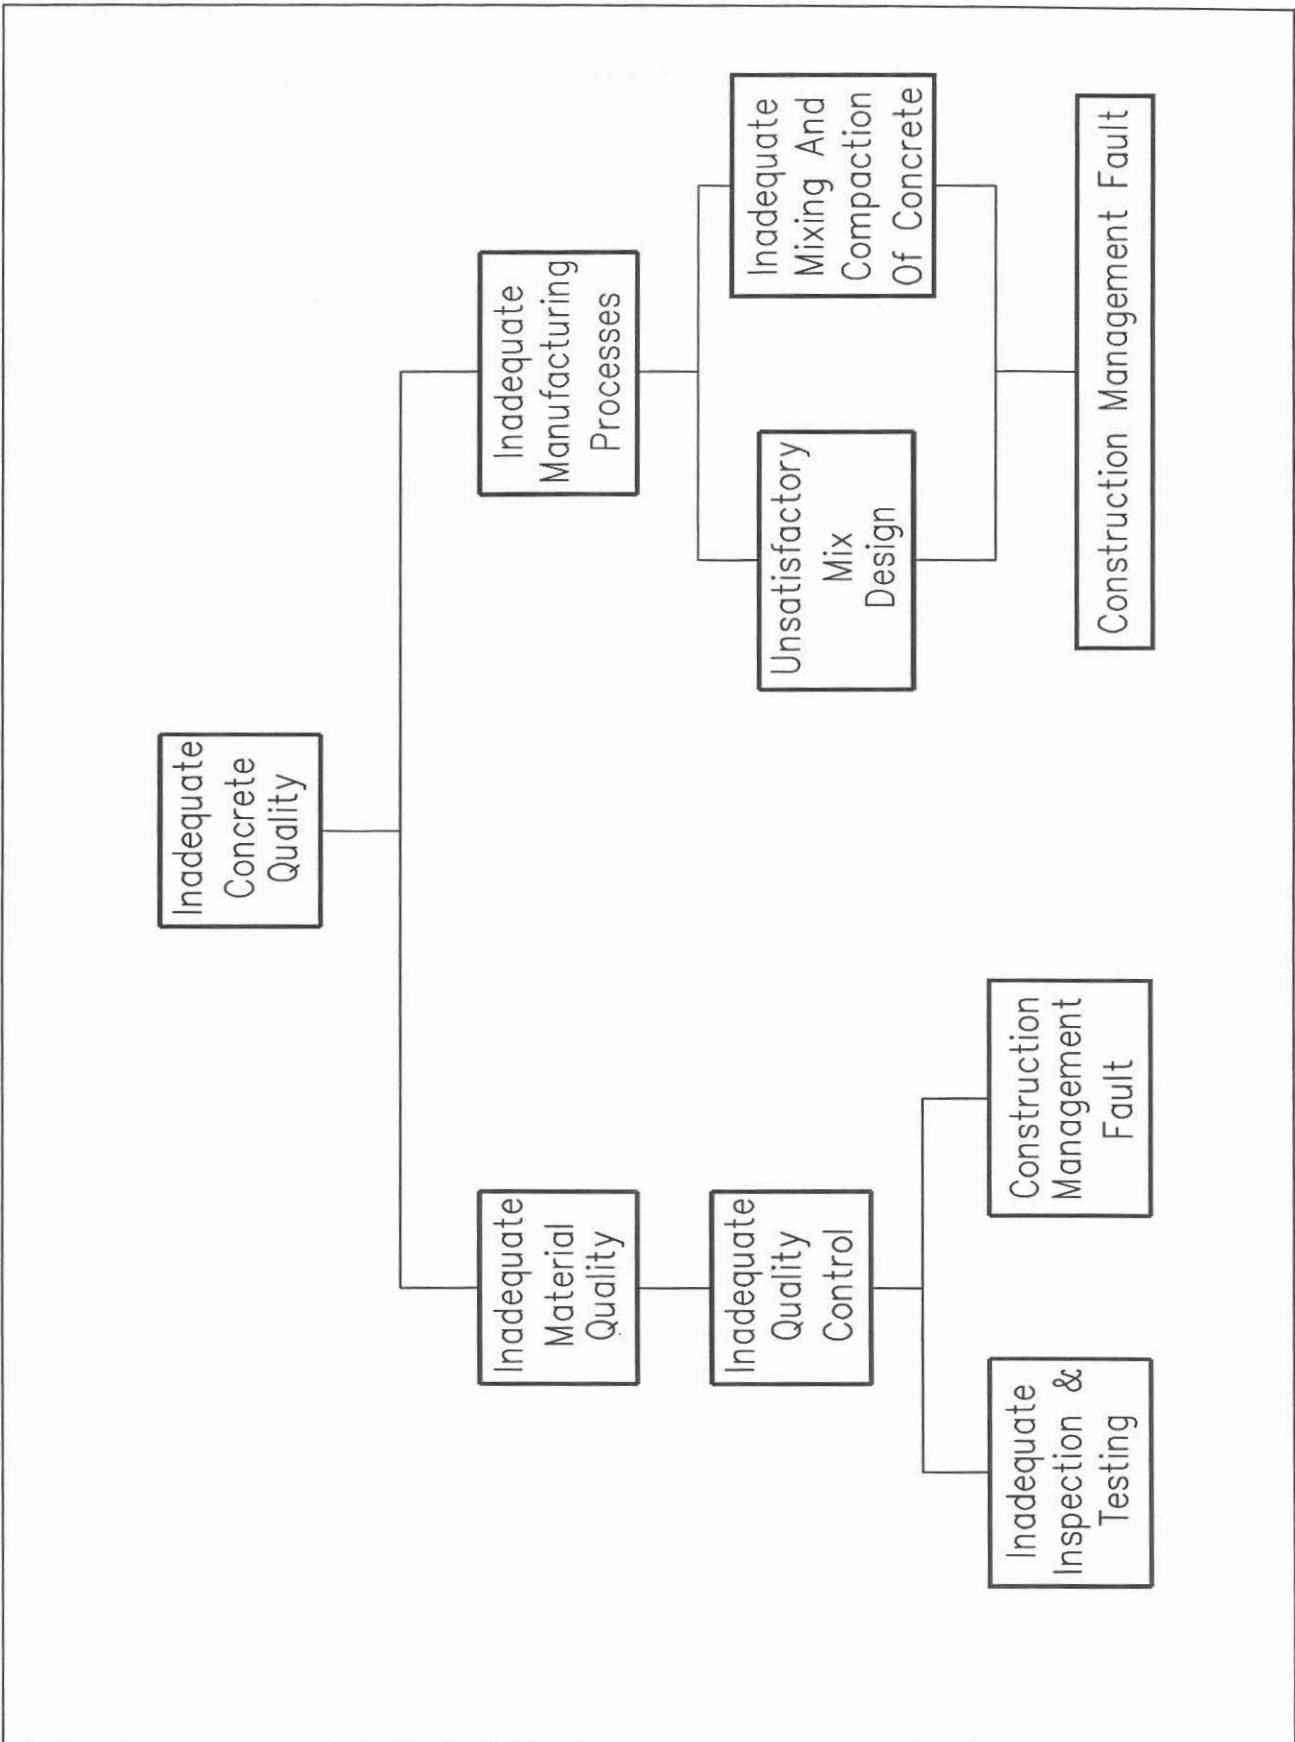 Inadequate
Concrete
Quality
Inadequate
Material
Quality
Inadequate
Manufacturing
Processes
Inadequate
Quality
Control
Unsatisfactory
Mix
Design
Inadequate
Mixing And
Compaction
Of Concrete
Inadequate
Inspection &
Testing
Construction
Management
Fault
Construction Management Fault